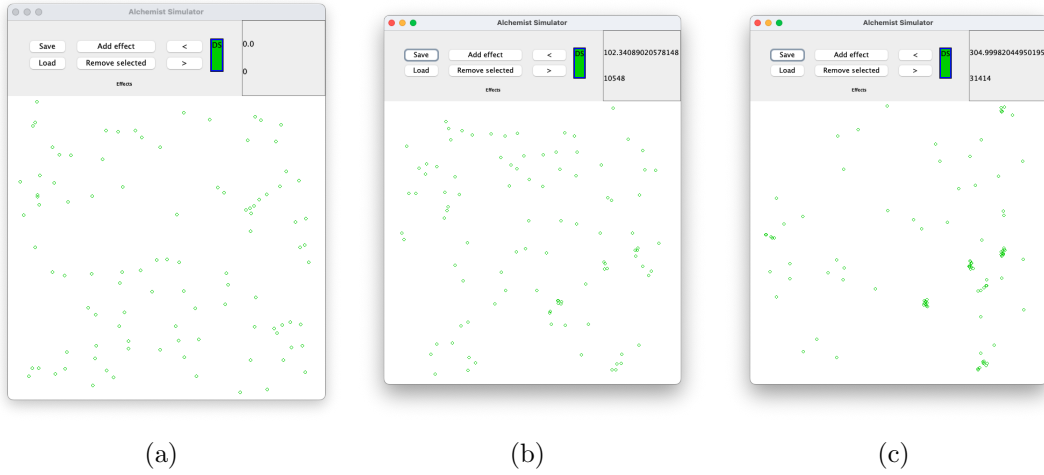 Alchemist Simulator
Save Add effect < DS 0.0
Load Remove selected > 0
Effects
Alchemist Simulator
Save Add effect < DS 102.34089020578148
Load Remove selected > 10548
Effects
Alchemist Simulator
Save Add effect < DS 304.99982044950195
Load Remove selected > 31414
Effects
(a) (b) (c)